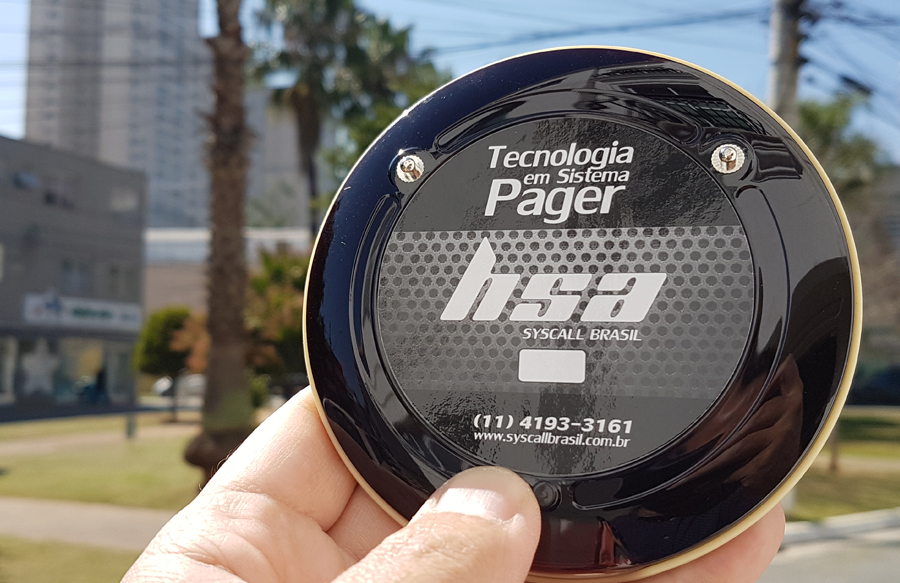 Tecnologia
em Sistema
Pager
hsa
SYSCALL BRASIL
(11) 4193-3161
www.syscallbrasil.com.br